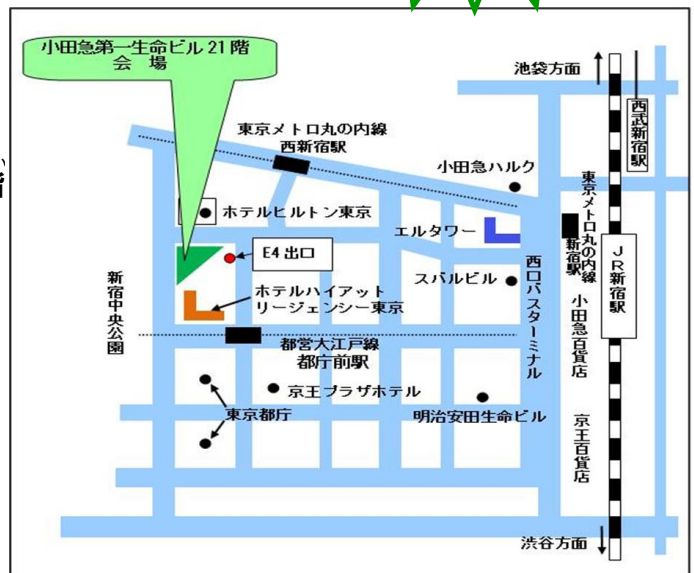 小田急第一生命ビル21階
会　場
池袋方面
西武新宿駅
東京メトロ丸の内線
西新宿駅
小田急ハルク
ホテルヒルトン東京
エルタワー
東京メトロ丸の内線
新宿駅
JR新宿駅
E4出口
スバルビル
西口バスターミナル
新宿中央公園
ホテルハイアット
リージェンシー東京
小田急百貨店
都営大江戸線
都庁前駅
京王プラザホテル
東京都庁
明治安田生命ビル
京王百貨店
渋谷方面